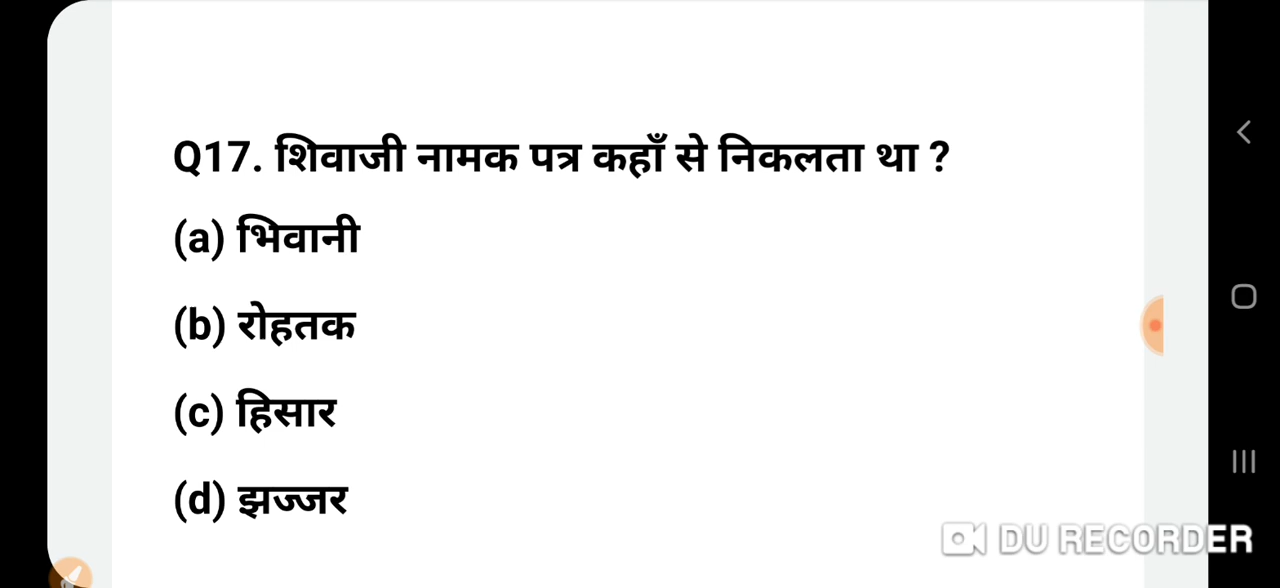 Q17. शिवाजी नामक पत्र कहाँ से निकलता था ?
(a) भिवानी
(b) रोहतक
(c) हिसार
(d) झज्जर
DU RECORDER